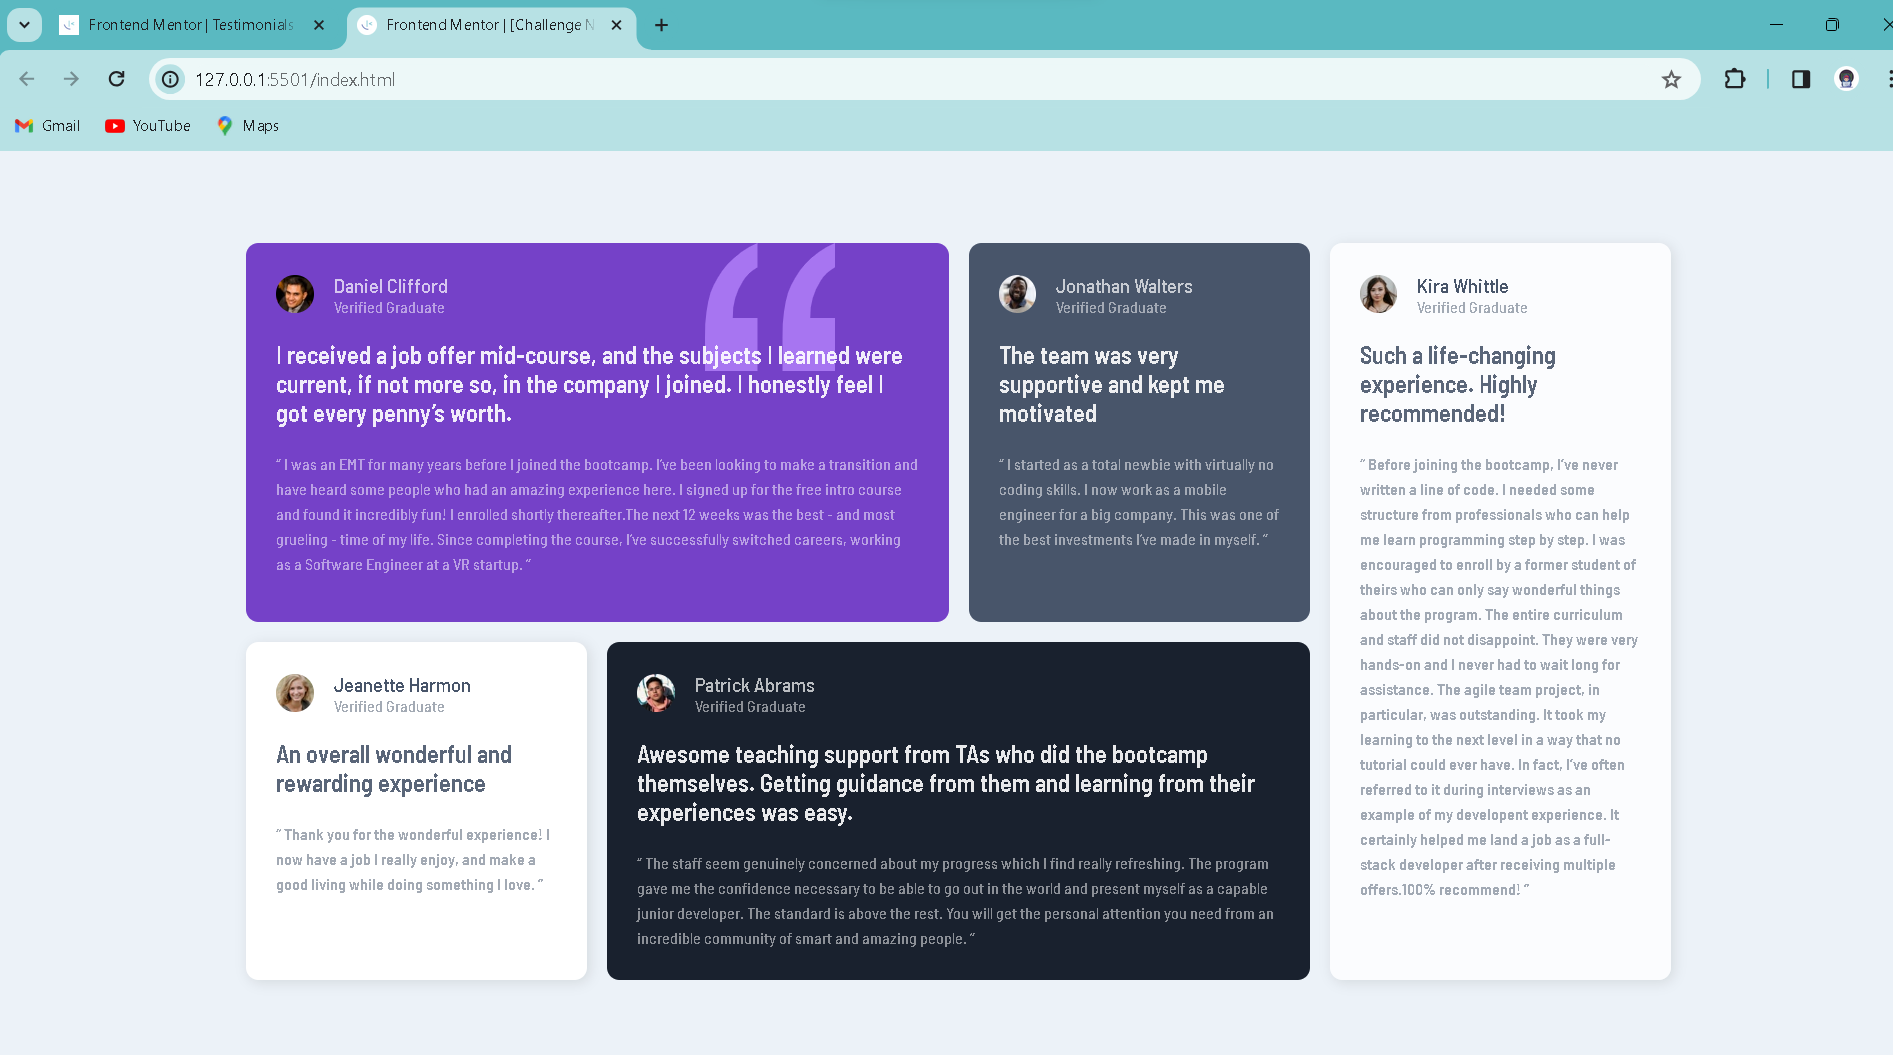 Frontend Mentor | Testimonials
Frontend Mentor | [Challenge N
127.0.0.1:5501/index.html
Gmail
YouTube
Maps
Daniel Clifford
Verified Graduate
I received a job offer mid-course, and the subjects I learned were
current, if not more so, in the company I joined. I honestly feel I
got every penny’s worth.
“ I was an EMT for many years before I joined the bootcamp. I’ve been looking to make a transition and
have heard some people who had an amazing experience here. I signed up for the free intro course
and found it incredibly fun! I enrolled shortly thereafter.The next 12 weeks was the best - and most
grueling - time of my life. Since completing the course, I’ve successfully switched careers, working
as a Software Engineer at a VR startup. ”
Jonathan Walters
Verified Graduate
The team was very
supportive and kept me
motivated
“ I started as a total newbie with virtually no
coding skills. I now work as a mobile
engineer for a big company. This was one of
the best investments I’ve made in myself. ”
Kira Whittle
Verified Graduate
Such a life-changing
experience. Highly
recommended!
“ Before joining the bootcamp, I’ve never
written a line of code. I needed some
structure from professionals who can help
me learn programming step by step. I was
encouraged to enroll by a former student of
theirs who can only say wonderful things
about the program. The entire curriculum
and staff did not disappoint. They were very
hands-on and I never had to wait long for
assistance. The agile team project, in
particular, was outstanding. It took my
learning to the next level in a way that no
tutorial could ever have. In fact, I’ve often
referred to it during interviews as an
example of my developent experience. It
certainly helped me land a job as a full-
stack developer after receiving multiple
offers.100% recommend! ”
Jeanette Harmon
Verified Graduate
An overall wonderful and
rewarding experience
“ Thank you for the wonderful experience! I
now have a job I really enjoy, and make a
good living while doing something I love. ”
Patrick Abrams
Verified Graduate
Awesome teaching support from TAs who did the bootcamp
themselves. Getting guidance from them and learning from their
experiences was easy.
“ The staff seem genuinely concerned about my progress which I find really refreshing. The program
gave me the confidence necessary to be able to go out in the world and present myself as a capable
junior developer. The standard is above the rest. You will get the personal attention you need from an
incredible community of smart and amazing people. ”